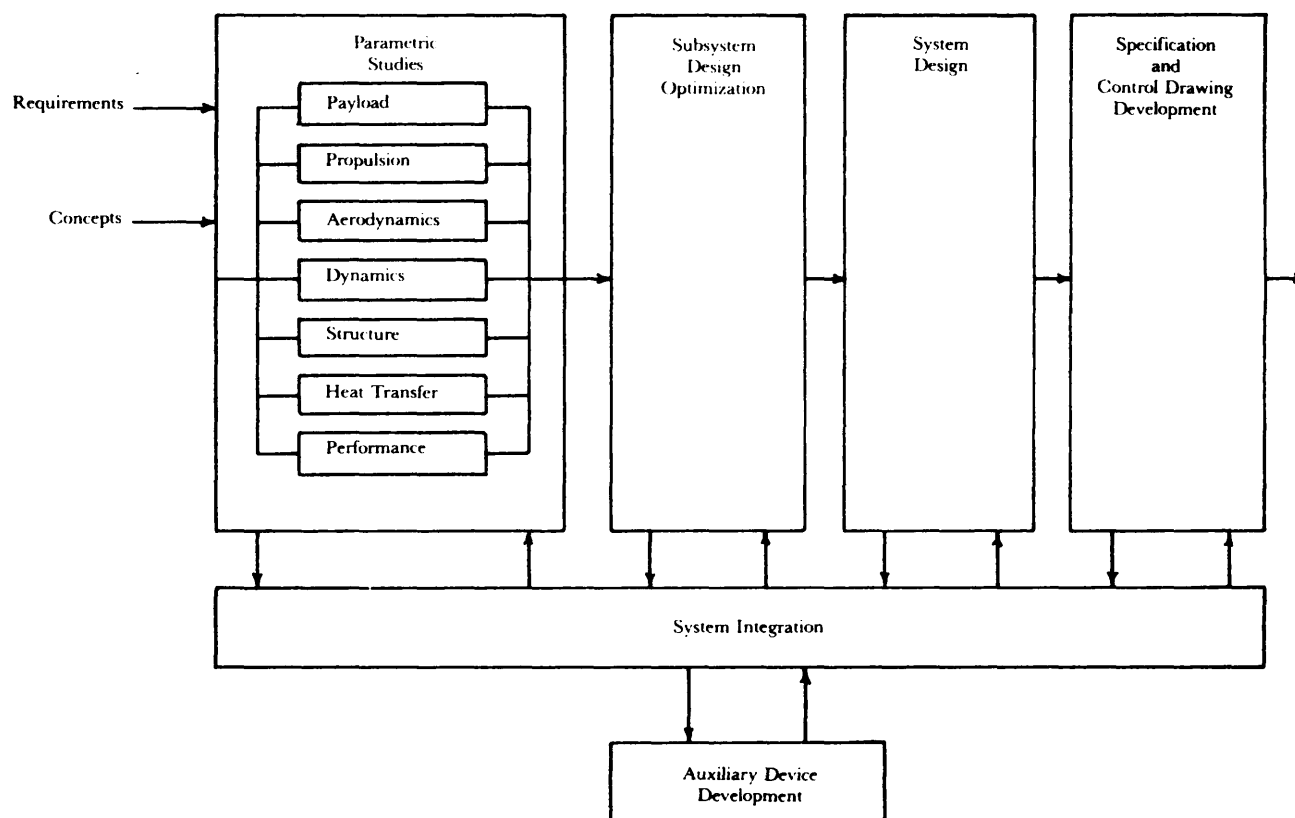 Parametric
Studies
Requirements
Concepts
Payload
Propulsion
Aerodynamics
Dynamics
Structure
Heat Transfer
Performance
Subsystem
Design
Optimization
System
Design
Specification
and
Control Drawing
Development
System Integration
Auxiliary Device
Development